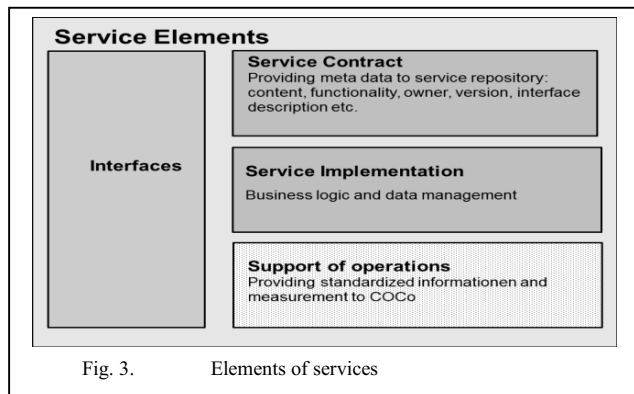 Service Elements
Interfaces
Service Contract
Providing meta data to service repository:
content, functionality, owner, version, interface
description etc.
Service Implementation
Business logic and data management
Support of operations
Providing standardized informationen and
measurement to COCo
Fig. 3. Elements of services